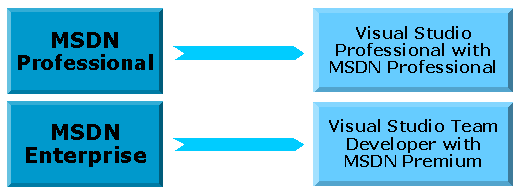 MSDN
Professional
Visual Studio
Professional with
MSDN Professional
MSDN
Enterprise
Visual Studio Team
Developer with
MSDN Premium